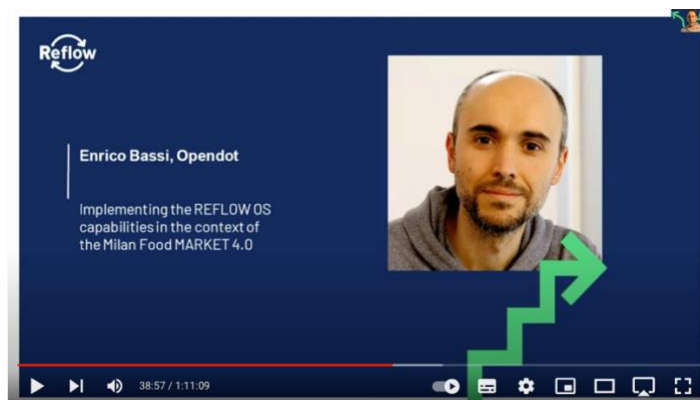 Reflow
Enrico Bassi, Opendot
Implementing the REFLOW OS
capabilities in the context of
the Milan Food MARKET 4.0
38:57 / 1:11:09